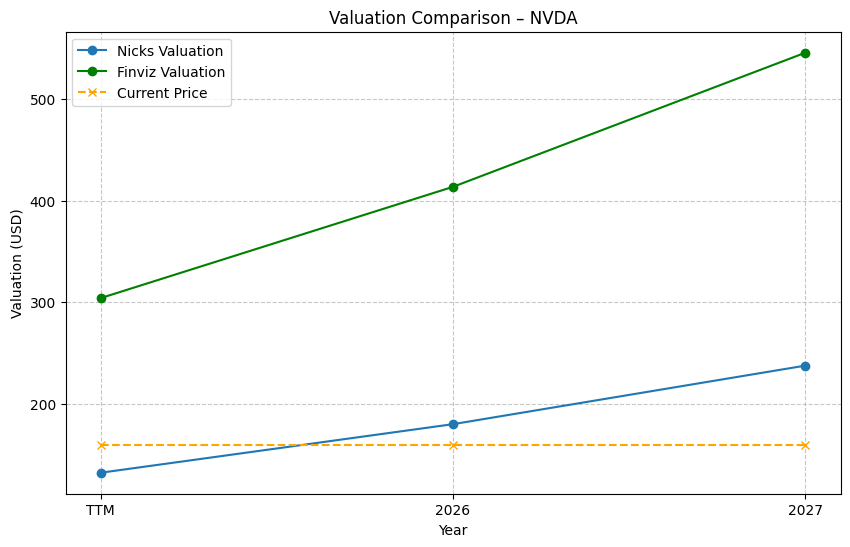 Valuation Comparison – NVDA
Nicks Valuation
Finviz Valuation
Current Price
Valuation (USD)
500
400
300
200
TTM
2026
2027
Year